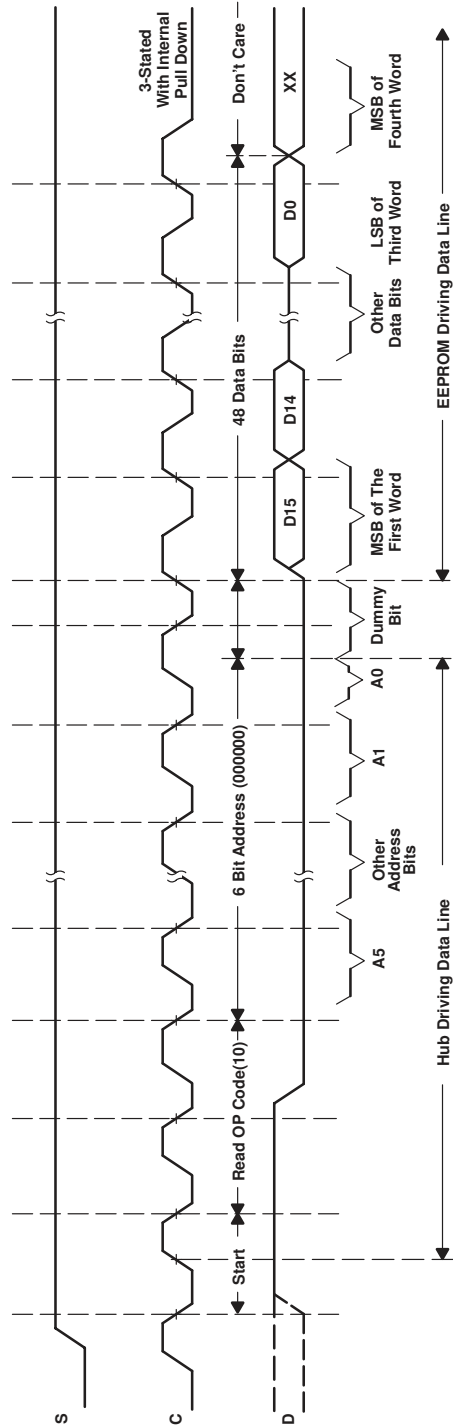 S
C
3-Stated
With Internal
Pull Down
Start
Read OP Code(10)
6 Bit Address (000000)
48 Data Bits
Don't Care
D
D15
D14
D0
XX
A5
Other
Address
Bits
A1
A0
Dummy
Bit
MSB of The
First Word
Other
Data Bits
LSB of
Third Word
MSB of
Fourth Word
Hub Driving Data Line
EEPROM Driving Data Line